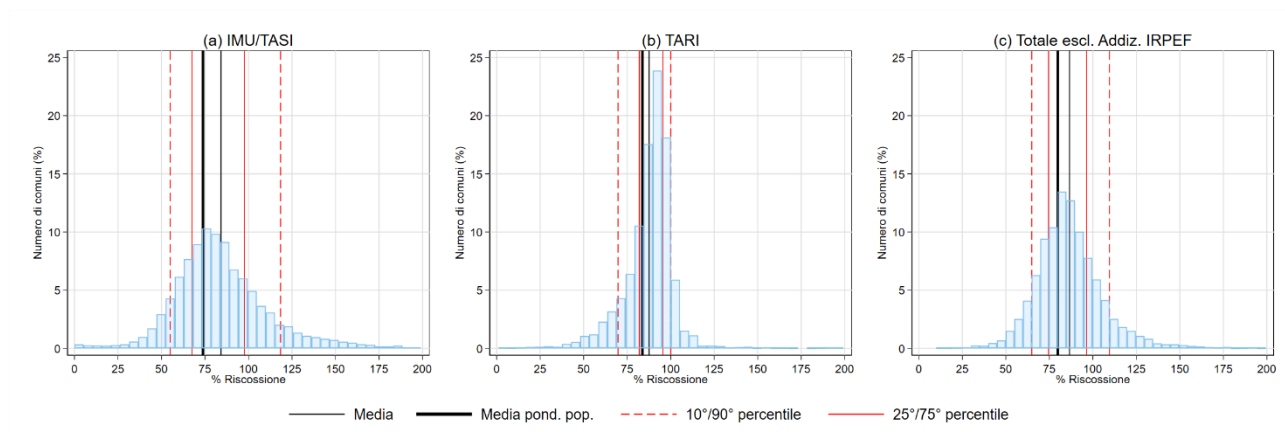 (a) IMU/TASI
(b) TARI
(c) Totale escl. Addiz. IRPEF
Numero di comuni (%)
25
20
15
10
5
0
0 25 50 75 100 125 150 175 200
% Riscossione
Numero di comuni (%)
25
20
15
10
5
0
0 25 50 75 100 125 150 175 200
% Riscossione
Numero di comuni (%)
25
20
15
10
5
0
0 25 50 75 100 125 150 175 200
% Riscossione
Media Media pond. pop. 10°/90° percentile 25°/75° percentile